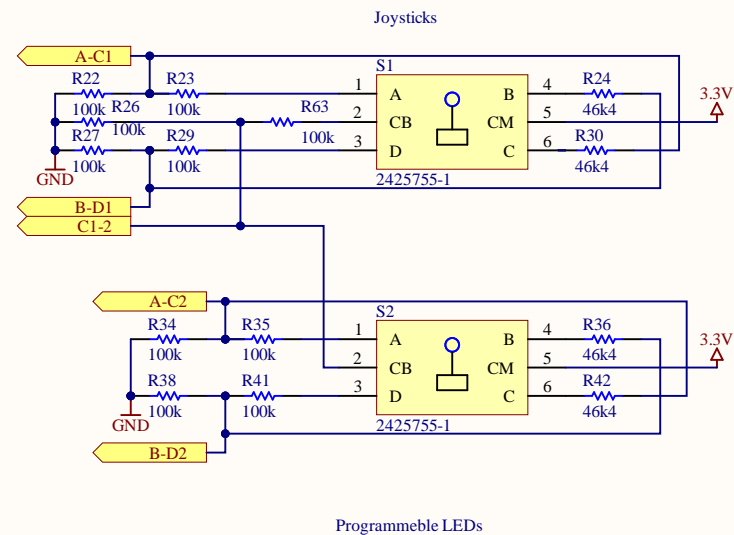 Joysticks
A-C1
S1
R22
R23
1
A
B
4
R24
3.3V
100k
R26
100k
R63
2
CB
CM
5
46k4
100k
R27
R29
100k
3
D
C
6
R30
100k
100k
46k4
GND
2425755-1
B-D1
C1-2
A-C2
S2
R34
R35
1
A
B
4
R36
3.3V
100k
100k
2
CB
CM
5
46k4
R38
R41
3
D
C
6
R42
100k
100k
46k4
GND
2425755-1
B-D2
Programmeble LEDs